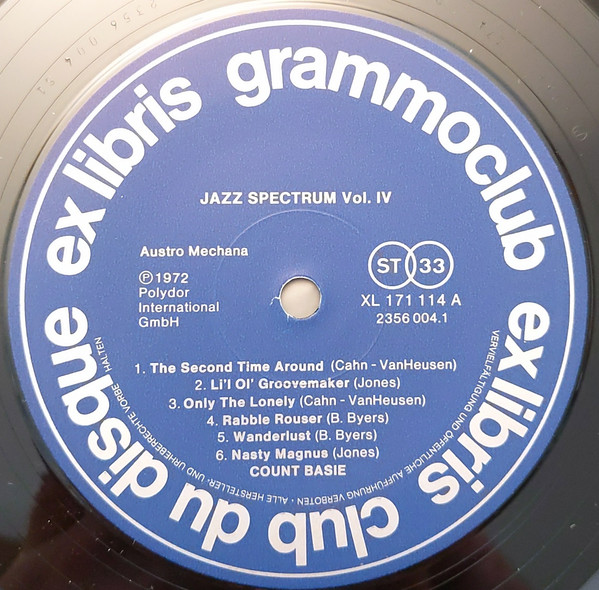 ex libris grammoclub ex libris club du disque
JAZZ SPECTRUM Vol. IV
Austro Mechana
ST 33
Ⓟ 1972
Polydor
International
GmbH
XL 171 114 A
2356 004.1
1. The Second Time Around (Cahn - VanHeusen)
2. Li'l Ol' Groovemaker (Jones)
3. Only The Lonely (Cahn - VanHeusen)
4. Rabble Rouser (B. Byers)
5. Wanderlust (B. Byers)
6. Nasty Magnus (Jones)
COUNT BASIE
VERVIELFÄLTIGUNG UND ÖFFENTLICHE AUFFÜHRUNG VERBOTEN · ALLE HERSTELLER- UND URHEBERRECHTE VORBEHALTEN